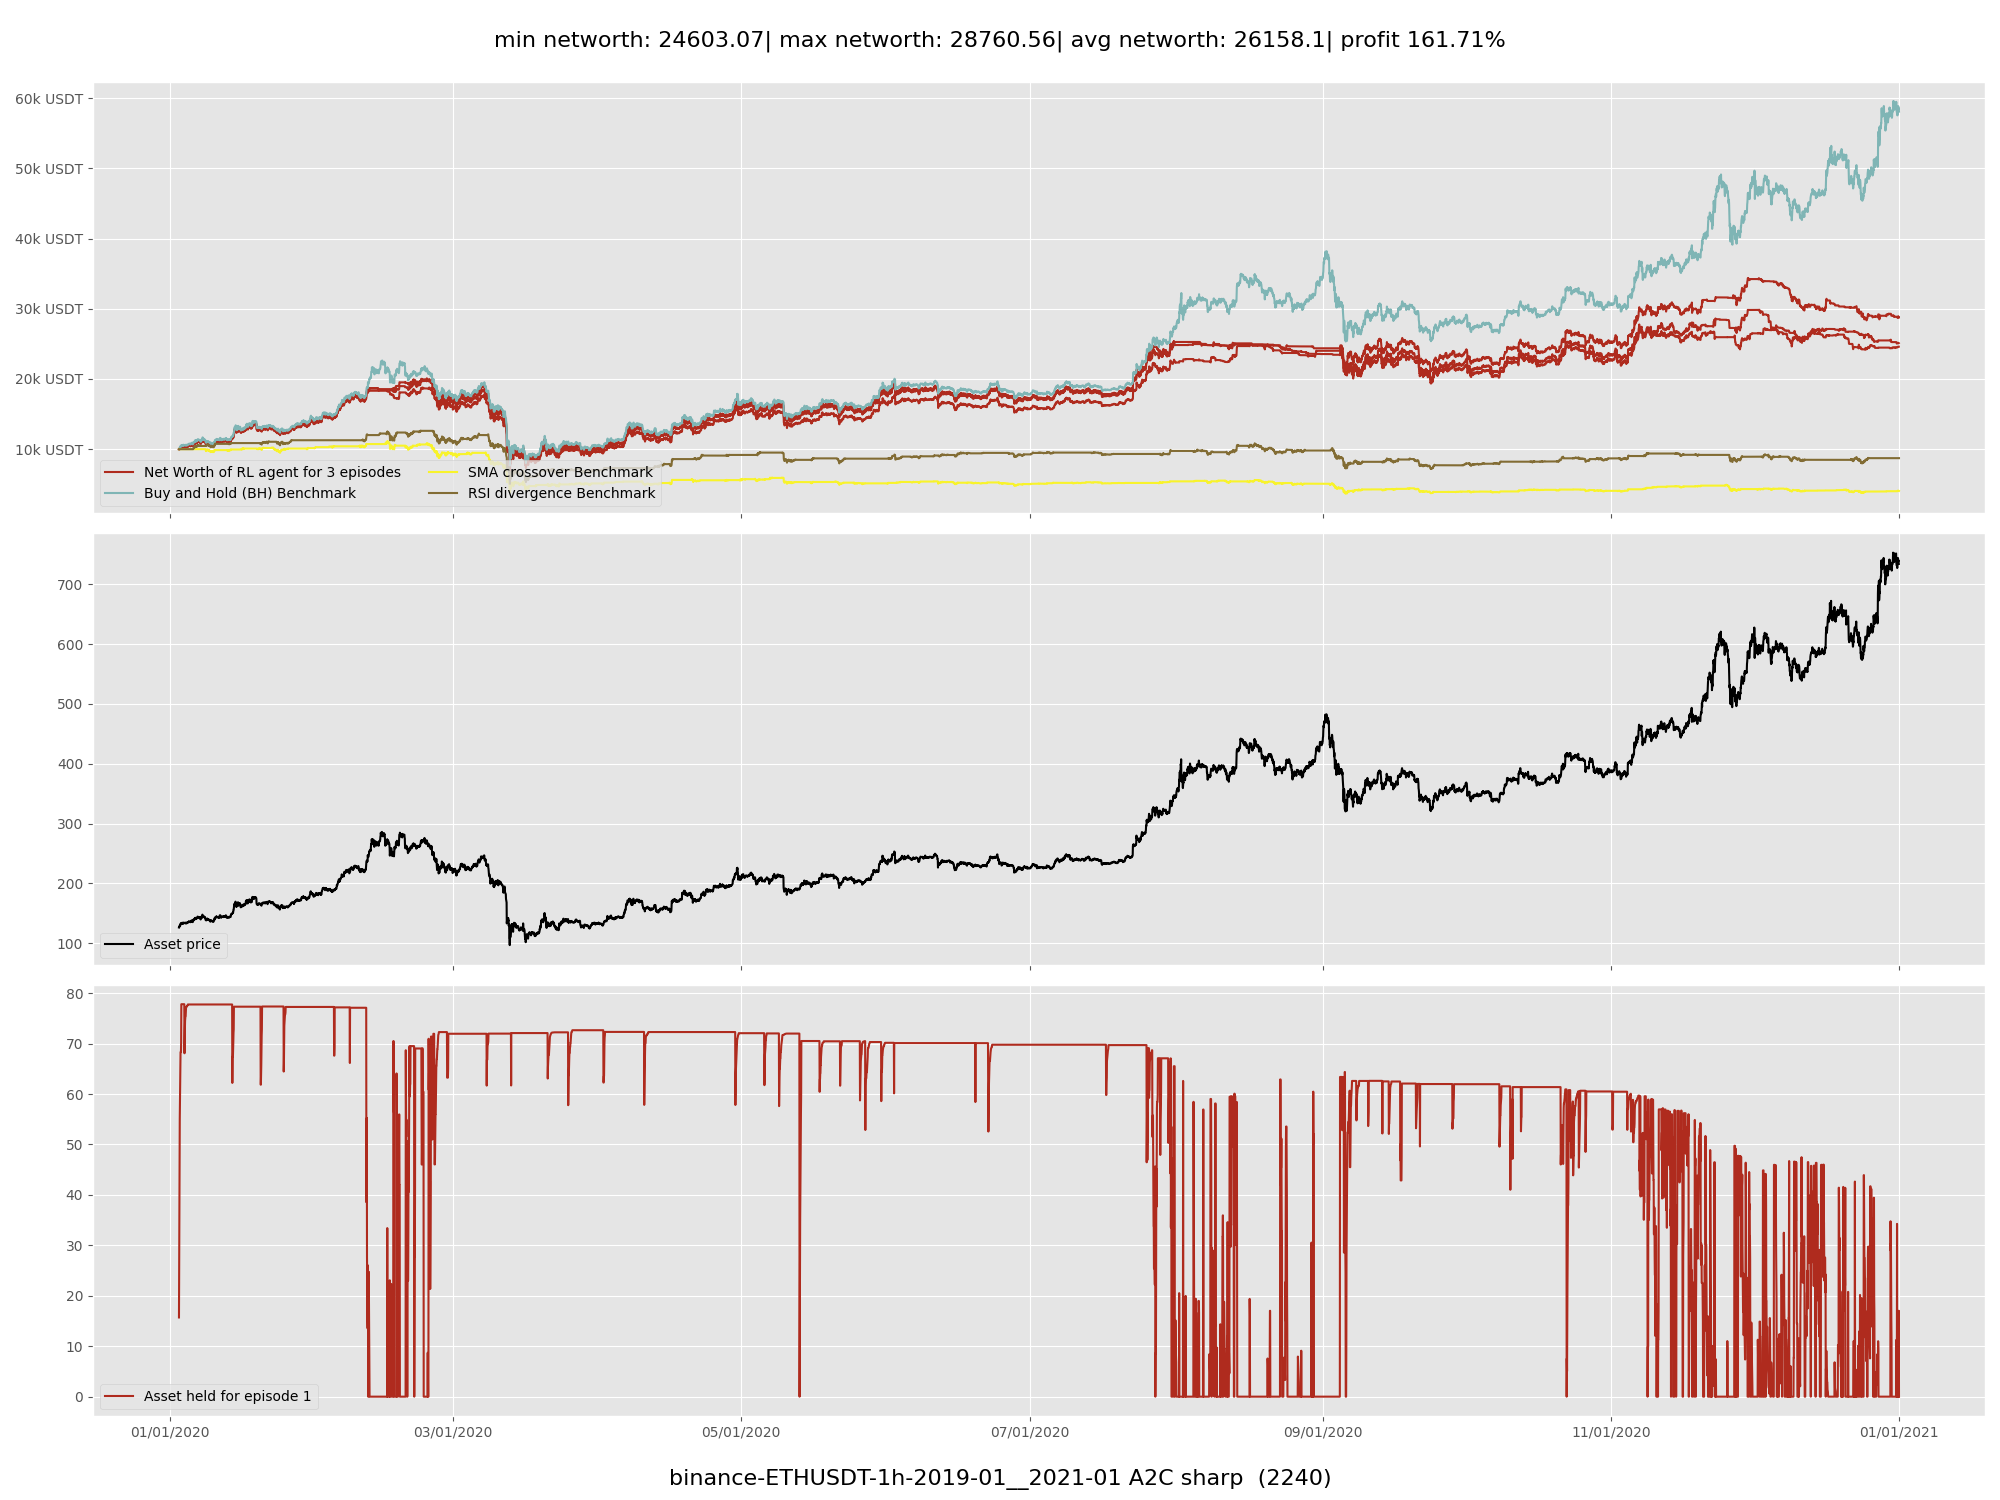 min networth: 24603.07| max networth: 28760.56| avg networth: 26158.1| profit 161.71%
60k USDT
50k USDT
40k USDT
30k USDT
20k USDT
10k USDT
Net Worth of RL agent for 3 episodes
Buy and Hold (BH) Benchmark
SMA crossover Benchmark
RSI divergence Benchmark
700
600
500
400
300
200
100
Asset price
80
70
60
50
40
30
20
10
0
Asset held for episode 1
01/01/2020
03/01/2020
05/01/2020
07/01/2020
09/01/2020
11/01/2020
01/01/2021
binance-ETHUSDT-1h-2019-01__2021-01 A2C sharp  (2240)